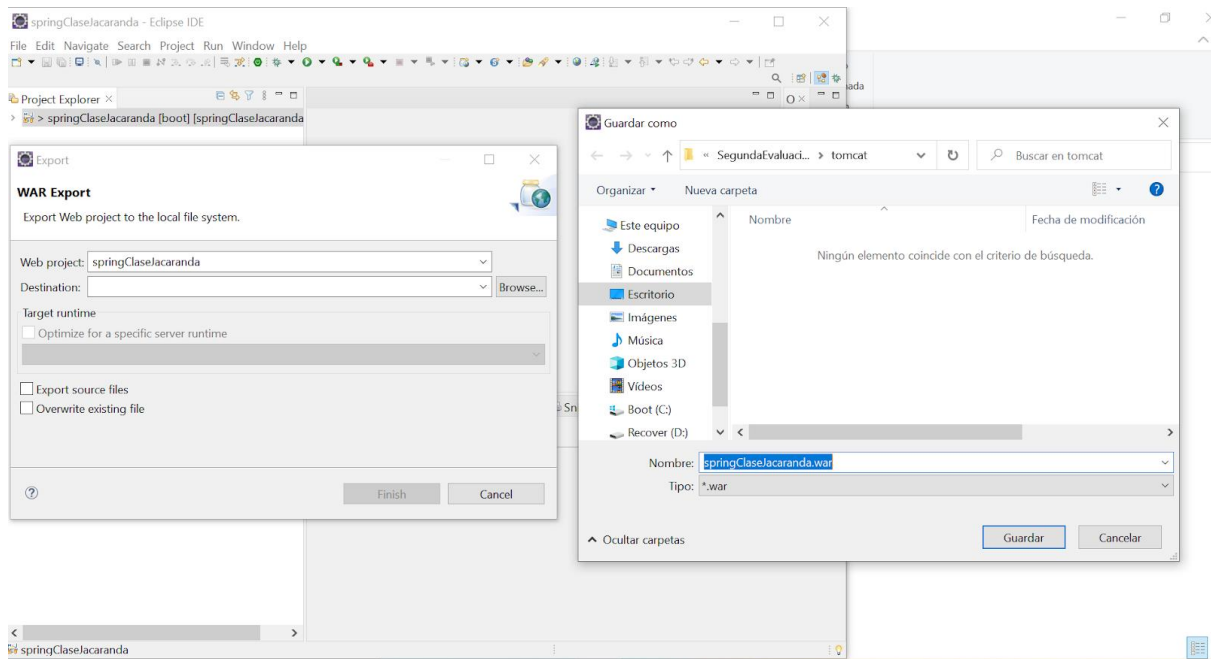 springClaseJacaranda - Eclipse IDE
File Edit Navigate Search Project Run Window Help
ada
Project Explorer
> springClaseJacaranda [boot] [springClaseJacaranda
Export
WAR Export
Export Web project to the local file system.
Web project: springClaseJacaranda
Destination: Browse...
Target runtime
Optimize for a specific server runtime
Export source files
Overwrite existing file
Finish Cancel
Sn
springClaseJacaranda
Guardar como
« SegundaEvaluaci... > tomcat
Buscar en tomcat
Organizar Nueva carpeta
Nombre Fecha de modificación
Ningún elemento coincide con el criterio de búsqueda.
Este equipo
Descargas
Documentos
Escritorio
Imágenes
Música
Objetos 3D
Vídeos
Boot (C:)
Recover (D:)
Nombre: springClaseJacaranda.war
Tipo: *.war
Ocultar carpetas
Guardar Cancelar